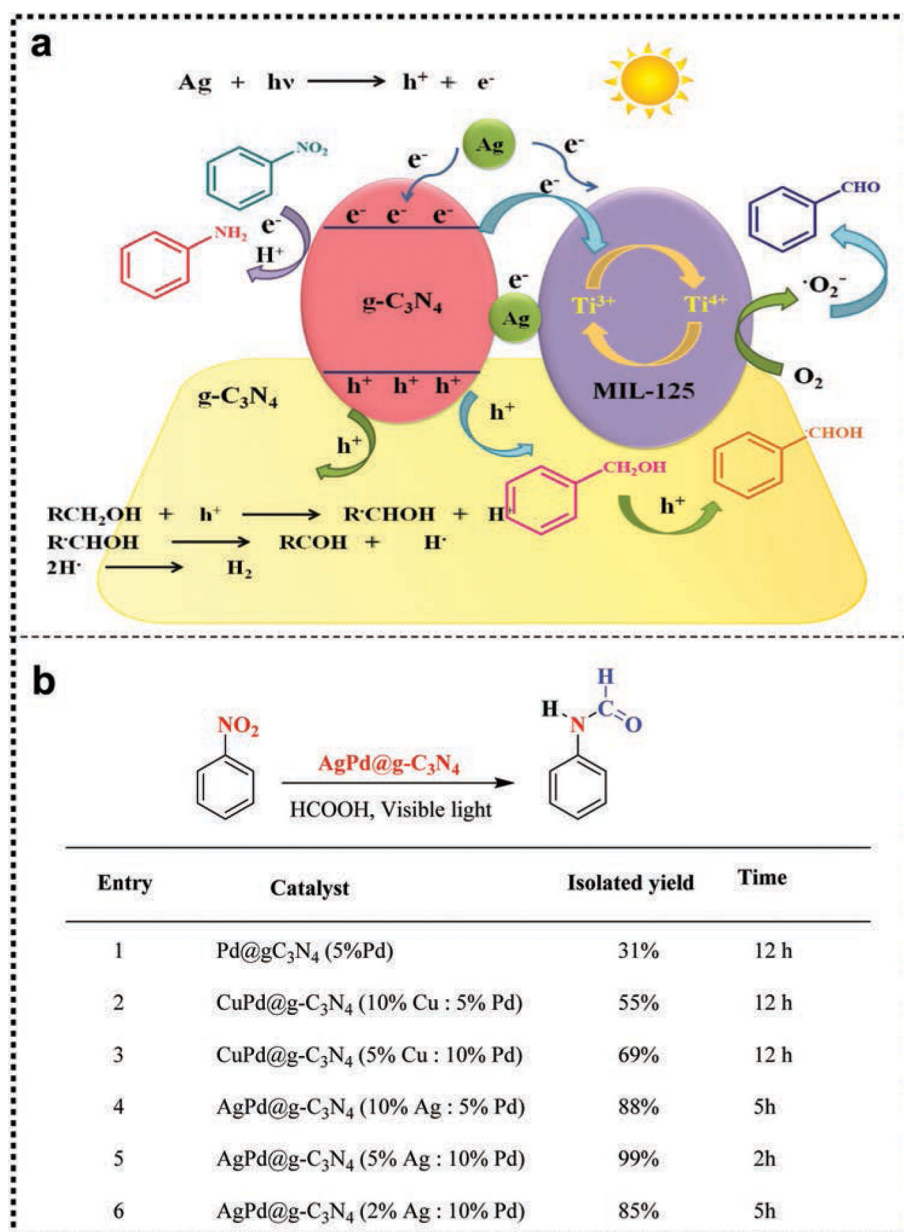 a
Ag + hν ⟶ h⁺ + e⁻
NO₂
Ag
e⁻
e⁻
e⁻
CHO
NH₂
e⁻
H⁺
e⁻ e⁻ e⁻
e⁻
g-C₃N₄
Ag
Ti³⁺
Ti⁴⁺
·O₂⁻
O₂
MIL-125
g-C₃N₄
h⁺ h⁺ h⁺
h⁺
h⁺
CH₂OH
h⁺
·CHOH
RCH₂OH + h⁺ ⟶ R·CHOH + H⁺
R·CHOH ⟶ RCOH + H·
2H· ⟶ H₂
b
NO₂
AgPd@g-C₃N₄
HCOOH, Visible light
H
H N C O
Entry Catalyst Isolated yield Time
1 Pd@gC₃N₄ (5%Pd) 31% 12 h
2 CuPd@g-C₃N₄ (10% Cu : 5% Pd) 55% 12 h
3 CuPd@g-C₃N₄ (5% Cu : 10% Pd) 69% 12 h
4 AgPd@g-C₃N₄ (10% Ag : 5% Pd) 88% 5h
5 AgPd@g-C₃N₄ (5% Ag : 10% Pd) 99% 2h
6 AgPd@g-C₃N₄ (2% Ag : 10% Pd) 85% 5h